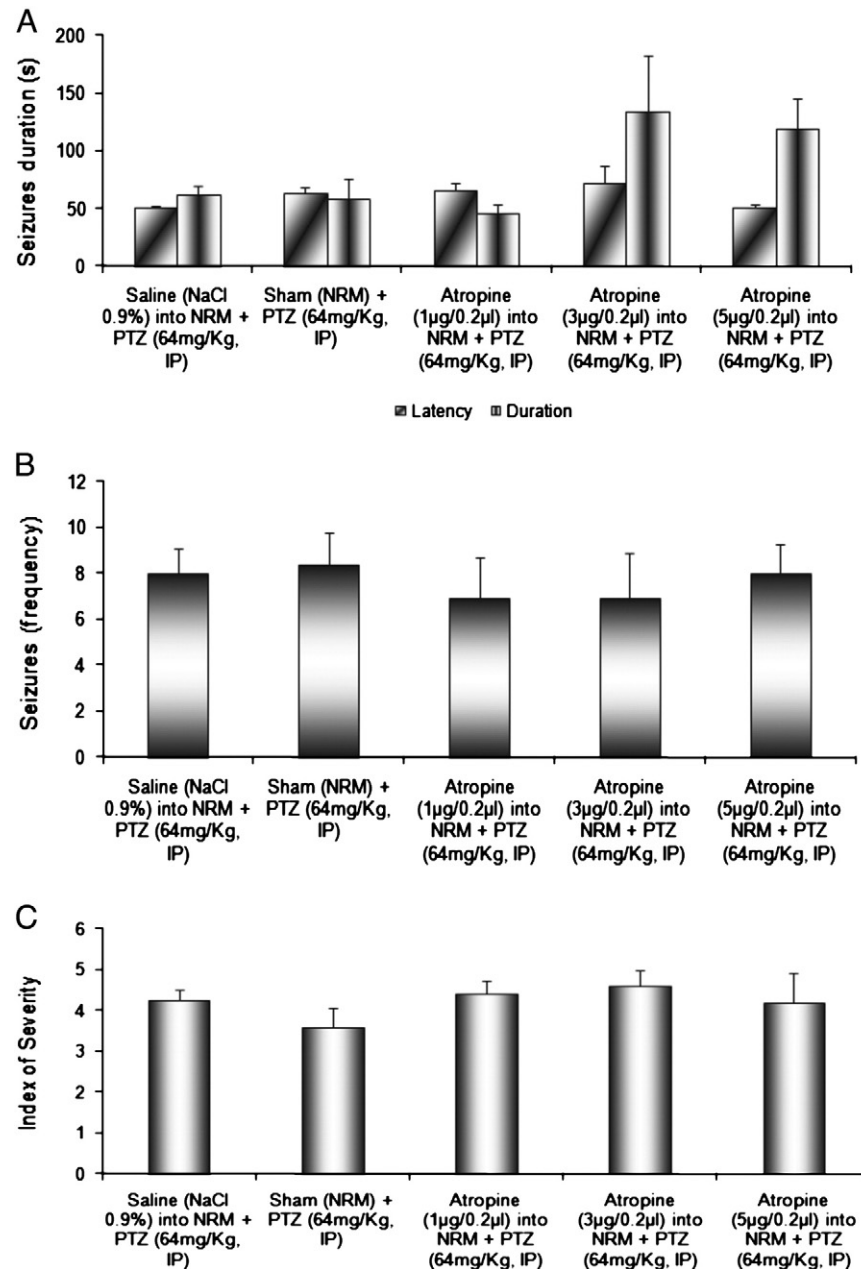 A
Seizures duration (s)
200
150
100
50
0
Saline (NaCl
0.9%) into NRM +
PTZ (64mg/Kg,
IP)
Sham (NRM) +
PTZ (64mg/Kg,
IP)
Atropine
(1µg/0.2µl) into
NRM + PTZ
(64mg/Kg, IP)
Atropine
(3µg/0.2µl) into
NRM + PTZ
(64mg/Kg, IP)
Atropine
(5µg/0.2µl) into
NRM + PTZ
(64mg/Kg, IP)
Latency Duration
B
Seizures (frequency)
12
10
8
6
4
2
0
Saline (NaCl
0.9%) into NRM +
PTZ (64mg/Kg,
IP)
Sham (NRM) +
PTZ (64mg/Kg,
IP)
Atropine
(1µg/0.2µl) into
NRM + PTZ
(64mg/Kg, IP)
Atropine
(3µg/0.2µl) into
NRM + PTZ
(64mg/Kg, IP)
Atropine
(5µg/0.2µl) into
NRM + PTZ
(64mg/Kg, IP)
C
Index of Severity
6
5
4
3
2
1
0
Saline (NaCl
0.9%) into NRM +
PTZ (64mg/Kg,
IP)
Sham (NRM) +
PTZ (64mg/Kg,
IP)
Atropine
(1µg/0.2µl) into
NRM + PTZ
(64mg/Kg, IP)
Atropine
(3µg/0.2µl) into
NRM + PTZ
(64mg/Kg, IP)
Atropine
(5µg/0.2µl) into
NRM + PTZ
(64mg/Kg, IP)